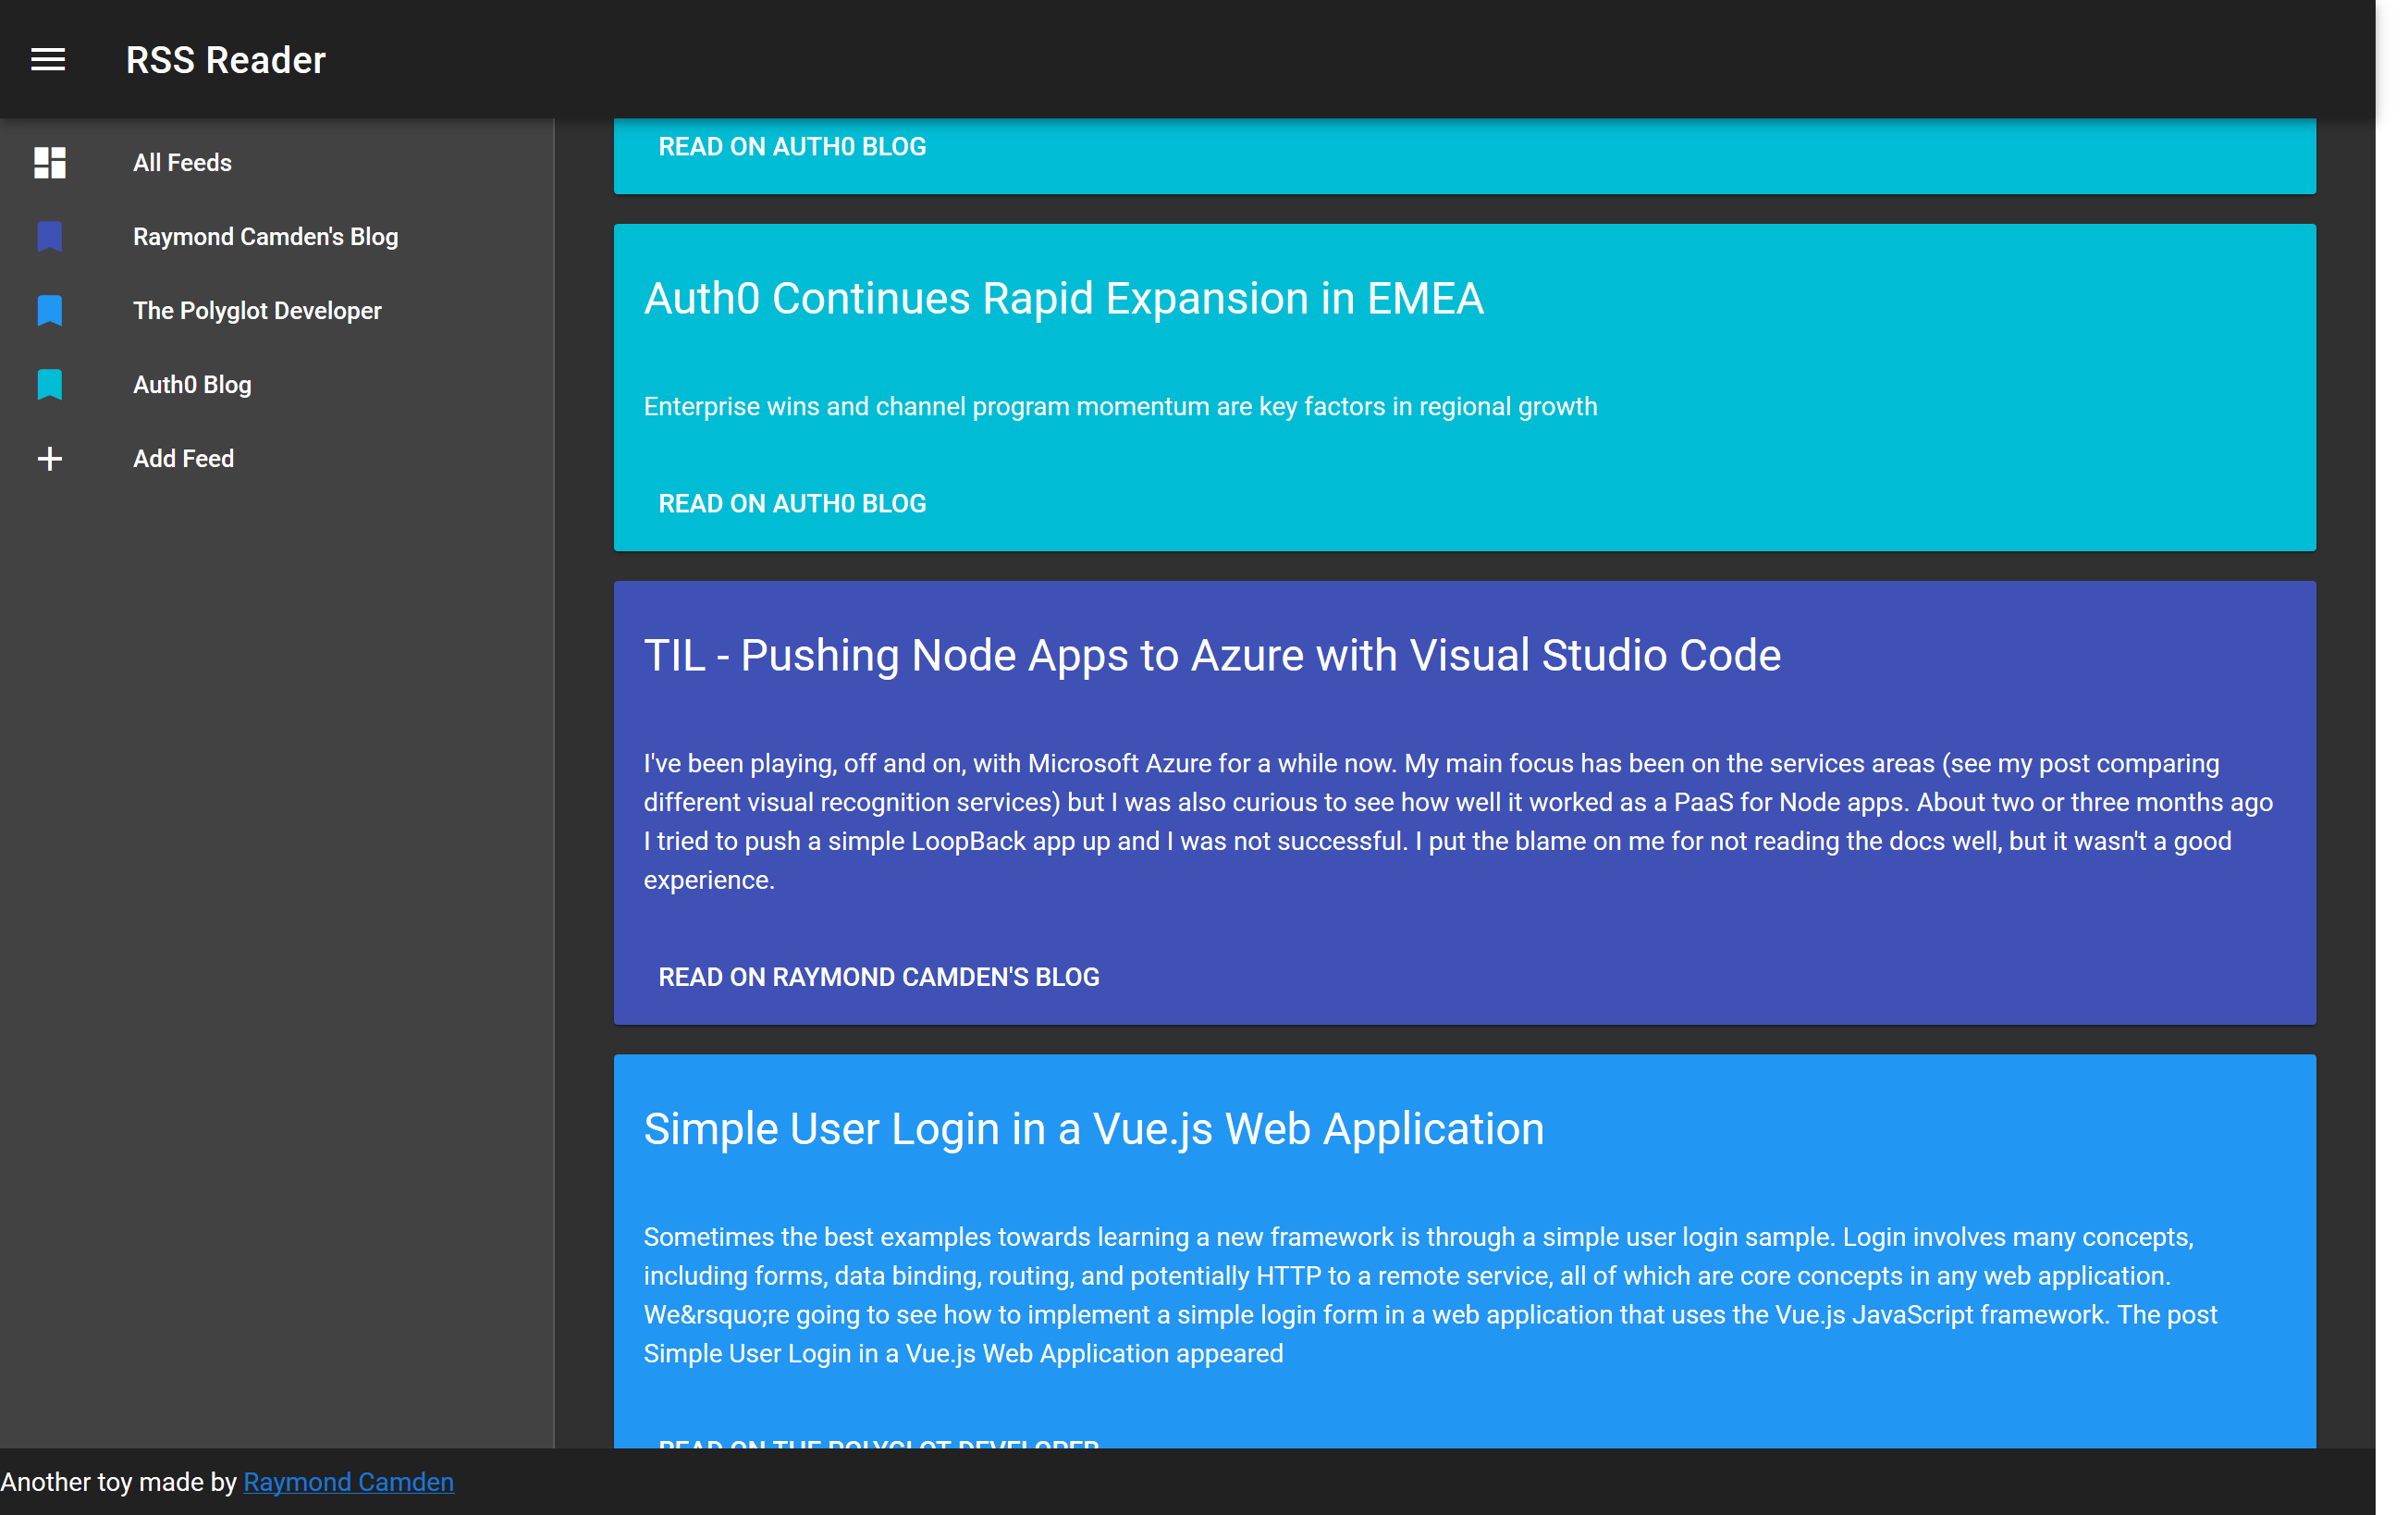 RSS Reader
All Feeds
Raymond Camden's Blog
The Polyglot Developer
Auth0 Blog
Add Feed
READ ON AUTH0 BLOG
Auth0 Continues Rapid Expansion in EMEA
Enterprise wins and channel program momentum are key factors in regional growth
READ ON AUTH0 BLOG
TIL - Pushing Node Apps to Azure with Visual Studio Code
I've been playing, off and on, with Microsoft Azure for a while now. My main focus has been on the services areas (see my post comparing
different visual recognition services) but I was also curious to see how well it worked as a PaaS for Node apps. About two or three months ago
I tried to push a simple LoopBack app up and I was not successful. I put the blame on me for not reading the docs well, but it wasn't a good
experience.
READ ON RAYMOND CAMDEN'S BLOG
Simple User Login in a Vue.js Web Application
Sometimes the best examples towards learning a new framework is through a simple user login sample. Login involves many concepts,
including forms, data binding, routing, and potentially HTTP to a remote service, all of which are core concepts in any web application.
We&rsquo;re going to see how to implement a simple login form in a web application that uses the Vue.js JavaScript framework. The post
Simple User Login in a Vue.js Web Application appeared
READ ON THE POLYGLOT DEVELOPER
Another toy made by Raymond Camden